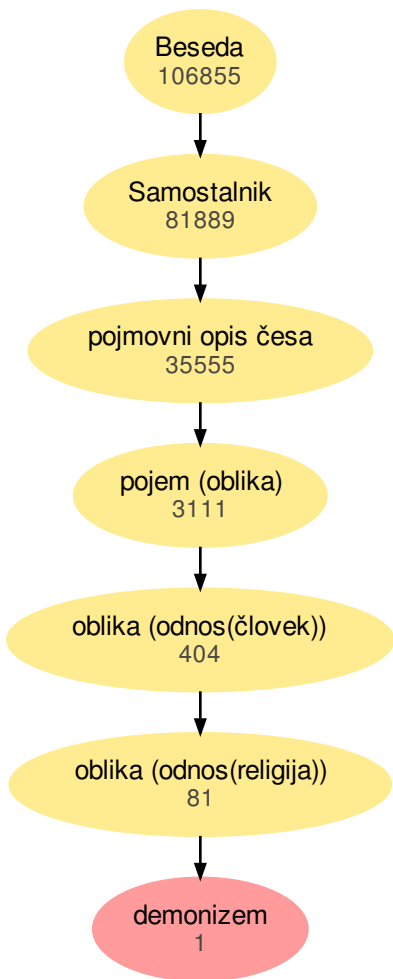 Beseda
106855
Samostalnik
81889
pojmovni opis česa
35555
pojem (oblika)
3111
oblika (odnos(človek))
404
oblika (odnos(religija))
81
demonizem
1